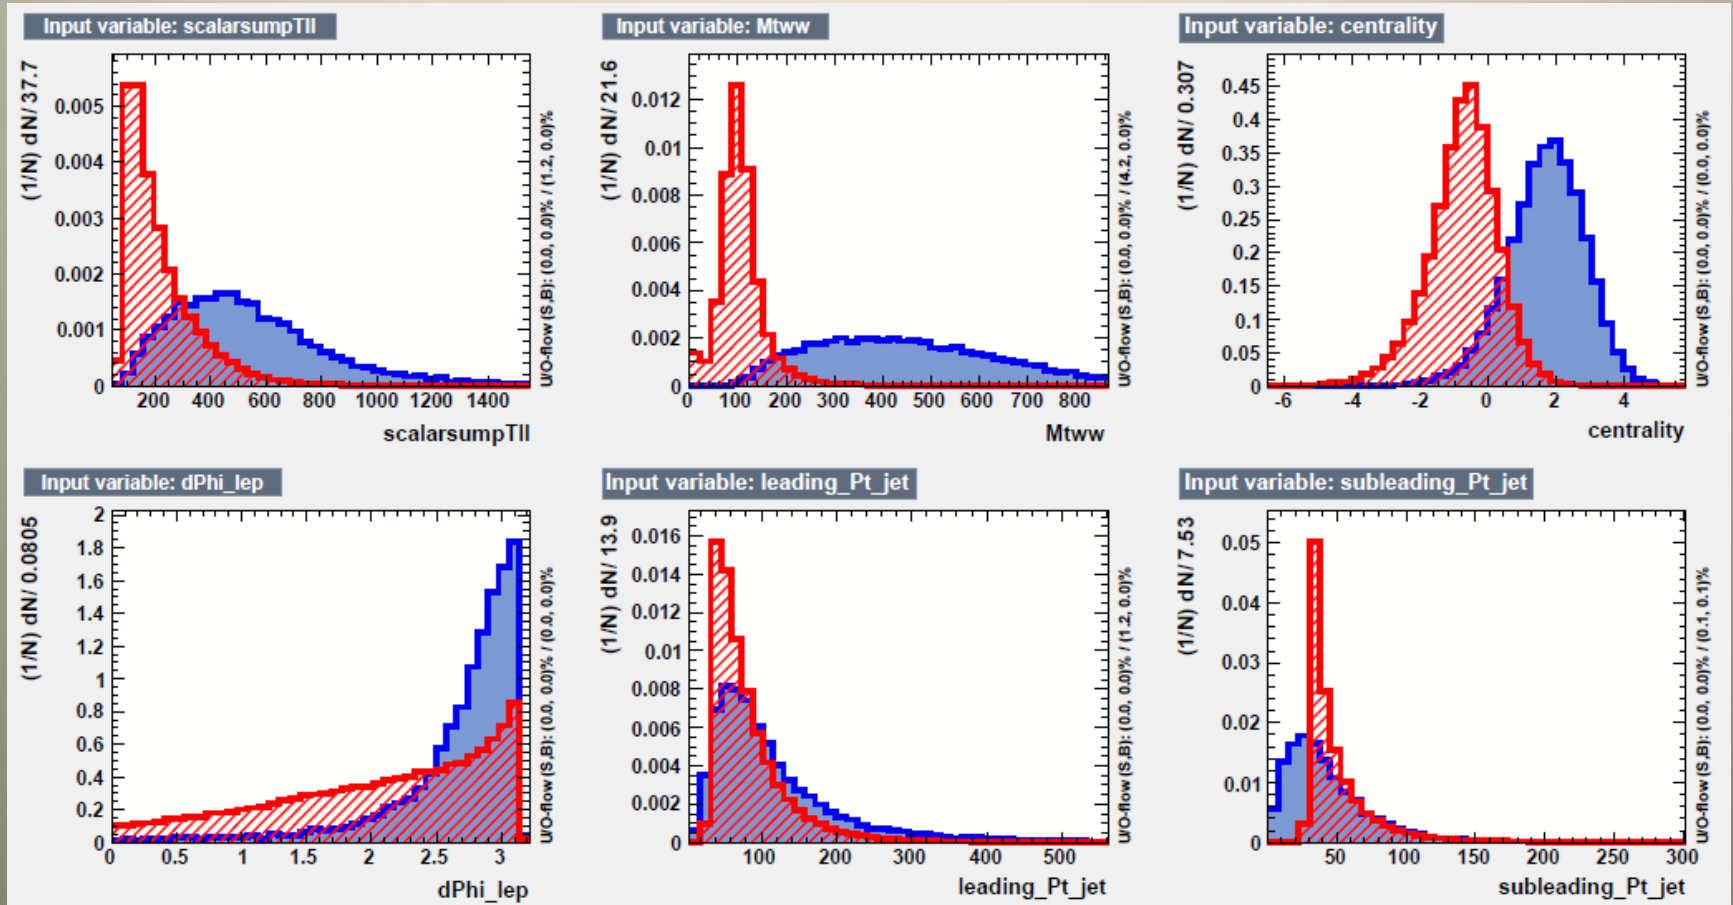 Input variable: scalarsumpTll
Input variable: Mtww
Input variable: centrality
(1/N) dN/ 37.7
0.005
0.004
0.003
0.002
0.001
0
200 400 600 800 1000 1200 1400
scalarsumpTll
U/O-flow (S,B): (0.0, 0.0)% / (1.2, 0.0)%
(1/N) dN/ 21.6
0.012
0.01
0.008
0.006
0.004
0.002
0
0 100 200 300 400 500 600 700 800
Mtww
U/O-flow (S,B): (0.0, 0.0)% / (4.2, 0.0)%
(1/N) dN/ 0.307
0.45
0.4
0.35
0.3
0.25
0.2
0.15
0.1
0.05
0
-6 -4 -2 0 2 4
centrality
U/O-flow (S,B): (0.0, 0.0)% / (0.0, 0.0)%
Input variable: dPhi_lep
Input variable: leading_Pt_jet
Input variable: subleading_Pt_jet
(1/N) dN/ 0.0805
2
1.8
1.6
1.4
1.2
1
0.8
0.6
0.4
0.2
0
0 0.5 1 1.5 2 2.5 3
dPhi_lep
U/O-flow (S,B): (0.0, 0.0)% / (0.0, 0.0)%
(1/N) dN/ 13.9
0.016
0.014
0.012
0.01
0.008
0.006
0.004
0.002
0
100 200 300 400 500
leading_Pt_jet
U/O-flow (S,B): (0.0, 0.0)% / (1.2, 0.0)%
(1/N) dN/ 7.53
0.05
0.04
0.03
0.02
0.01
0
50 100 150 200 250 300
subleading_Pt_jet
U/O-flow (S,B): (0.0, 0.0)% / (0.1, 0.1)%